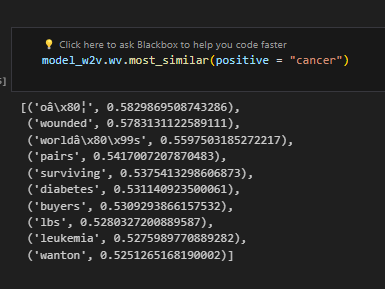 Click here to ask Blackbox to help you code faster
model_w2v.wv.most_similar(positive = "cancer")
[('oâ\x80¦', 0.5829869508743286),
('wounded', 0.5783131122589111),
('worldâ\x80\x99s', 0.5597503185272217),
('pairs', 0.5417007207870483),
('surviving', 0.5375413298606873),
('diabetes', 0.531140923500061),
('buyers', 0.5309293866157532),
('lbs', 0.5280327200889587),
('leukemia', 0.5275989770889282),
('wanton', 0.5251265168190002)]